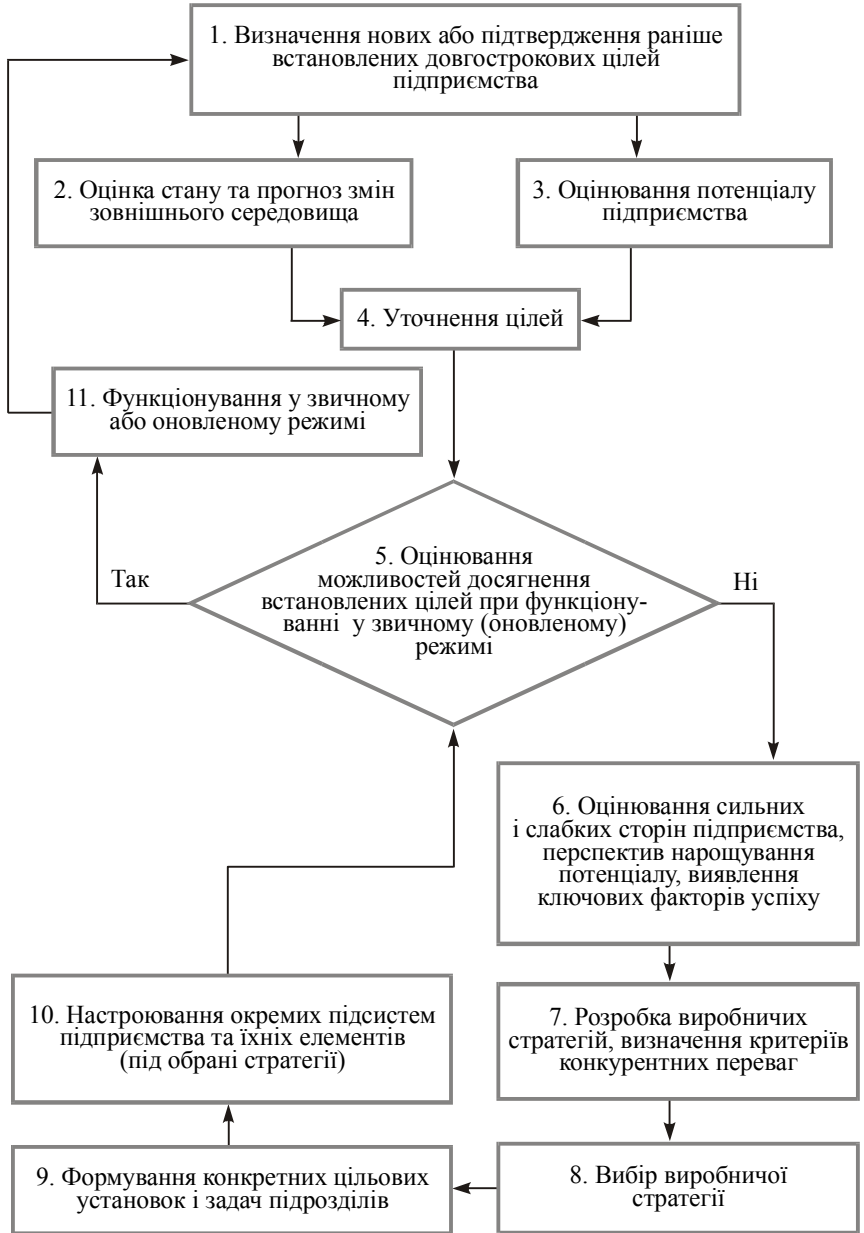 1. Визначення нових або підтвердження раніше
встановлених довгострокових цілей
підприємства
2. Оцінка стану та прогноз змін
зовнішнього середовища
3. Оцінювання потенціалу
підприємства
4. Уточнення цілей
11. Функціонування у звичному
або оновленому режимі
5. Оцінювання
можливостей досягнення
встановлених цілей при функціону-
ванні у звичному (оновленому)
режимі
Так
Ні
6. Оцінювання сильних
і слабких сторін підприємства,
перспектив нарощування
потенціалу, виявлення
ключових факторів успіху
10. Настроювання окремих підсистем
підприємства та їхніх елементів
(під обрані стратегії)
7. Розробка виробничих
стратегій, визначення критеріїв
конкурентних переваг
9. Формування конкретних цільових
установок і задач підрозділів
8. Вибір виробничої
стратегії